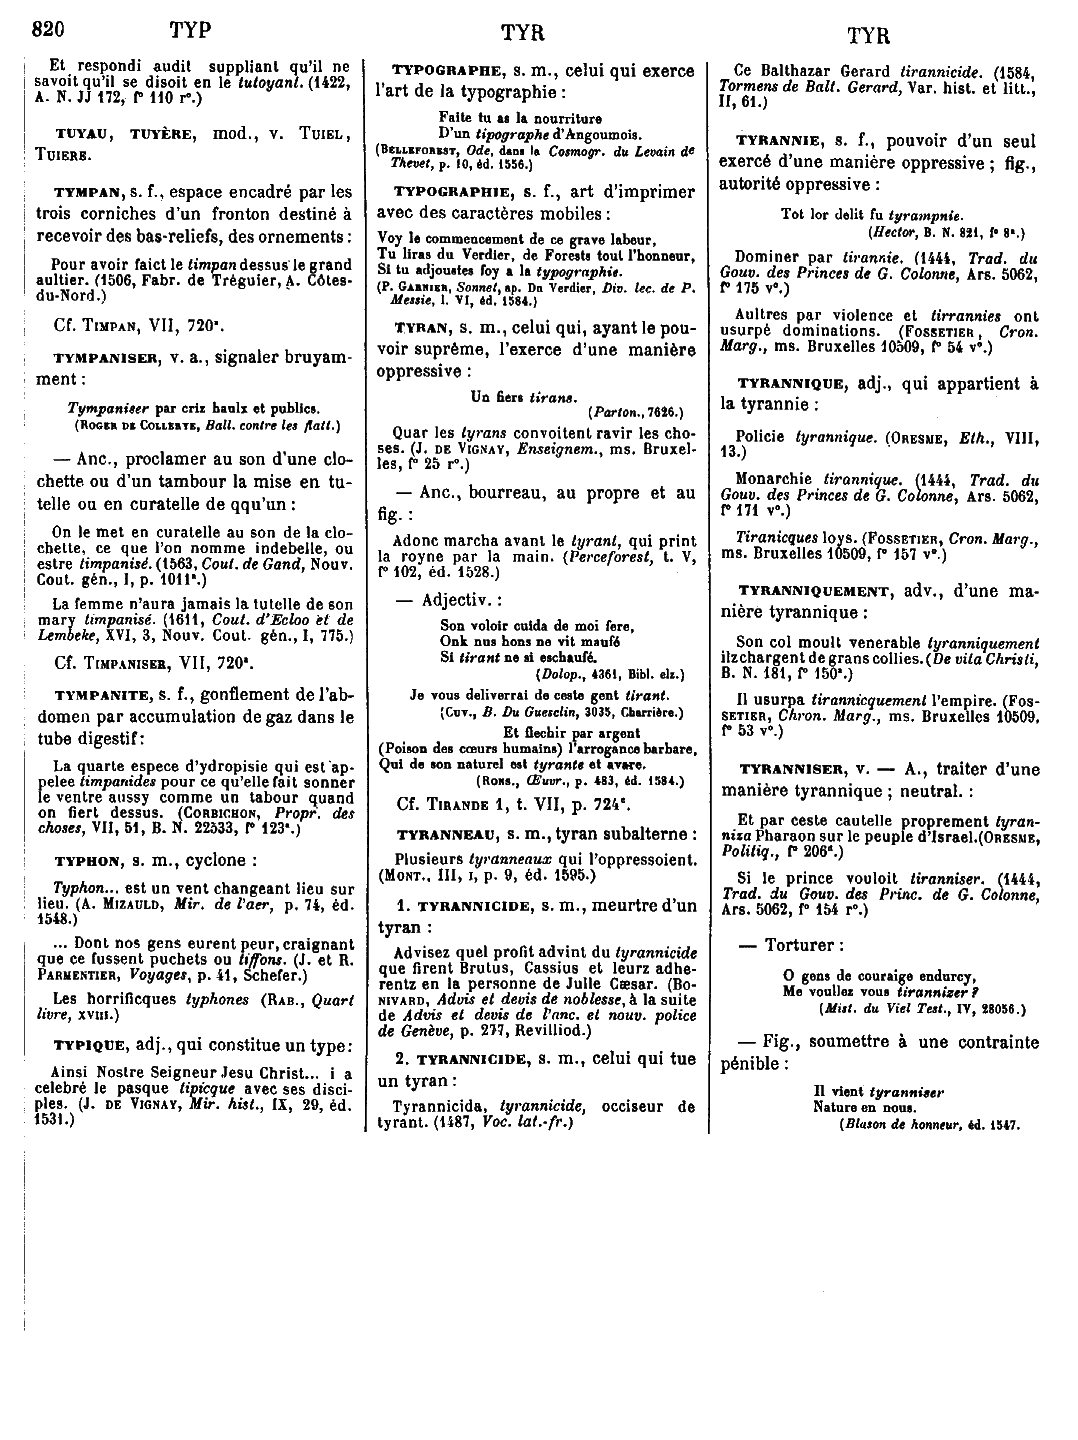 820 TYP TYR TYR
Et respondi audit suppliant qu'il ne
savoit qu'il se disoit en le tutoyant. (1422,
A. N. JJ 172, f° 110 r°.)
TUYAU, TUYÈRE, mod., v. TUIEL,
TUIERE.
TYMPAN, s. f., espace encadré par les
trois corniches d'un fronton destiné à
recevoir des bas-reliefs, des ornements :
Pour avoir faict le timpan dessus le grand
aultier. (1506, Fabr. de Tréguier, A. Côtes-
du-Nord.)
Cf. TIMPAN, VII, 720ª.
TYMPANISER, v. a., signaler bruyam-
ment :
Tympaniser par criz haulx et publics.
(ROGER DE COLLERYE, Ball. contre les flatt.)
— Anc., proclamer au son d'une clo-
chette ou d'un tambour la mise en tu-
telle ou en curatelle de qqu'un :
On le met en curatelle au son de la clo-
chette, ce que l'on nomme indebelle, ou
estre timpanisé. (1563, Cout. de Gand, Nouv.
Cout. gén., I, p. 1011ª.)
La femme n'aura jamais la tutelle de son
mary timpanisé. (1611, Cout. d'Ecloo et de
Lembeke, XVI, 3, Nouv. Cout. gén., I, 775.)
Cf. TIMPANISER, VII, 720ª.
TYMPANITE, s. f., gonflement de l'ab-
domen par accumulation de gaz dans le
tube digestif :
La quarte espece d'ydropisie qui est ap-
pelee timpanides pour ce qu'elle fait sonner
le ventre aussy comme un tabour quand
on fiert dessus. (CORBICHON, Propr. des
choses, VII, 51, B. N. 22533, f° 123ª.)
TYPHON, s. m., cyclone :
Typhon... est un vent changeant lieu sur
lieu. (A. MIZAULD, Mir. de l'aer, p. 74, éd.
1548.)
... Dont nos gens eurent peur, craignant
que ce fussent puchets ou tiffons. (J. et R.
PARMENTIER, Voyages, p. 41, Schefer.)
Les horrificques typhones (RAB., Quart
livre, XVIII.)
TYPIQUE, adj., qui constitue un type :
Ainsi Nostre Seigneur Jesu Christ... i a
celebré le pasque tipicque avec ses disci-
ples. (J. DE VIGNAY, Mir. hist., IX, 29, éd.
1531.)
TYPOGRAPHE, s. m., celui qui exerce
l'art de la typographie :
Faite tu as la nourriture
D'un tipographe d'Angoumois.
(BELLEFOREST, Ode, dans la Cosmogr. du Levain de
Thevet, p. 10, éd. 1556.)
TYPOGRAPHIE, s. f., art d'imprimer
avec des caractères mobiles :
Voy le commencement de ce grave labeur,
Tu liras du Verdier, de Forests tout l'honneur,
Si tu adjoustes foy a la typographie.
(P. GARNIER, Sonnet, ap. Du Verdier, Div. lec. de P.
Messie, l. VI, éd. 1584.)
TYRAN, s. m., celui qui, ayant le pou-
voir suprême, l'exerce d'une manière
oppressive :
Un fiers tirans.
(Parton., 7626.)
Quar les tyrans convoitent ravir les cho-
ses. (J. DE VIGNAY, Enseignem., ms. Bruxel-
les, f° 25 r°.)
— Anc., bourreau, au propre et au
fig. :
Adonc marcha avant le tyrant, qui print
la royne par la main. (Perceforest, t. V,
f° 102, éd. 1528.)
— Adjectiv. :
Son voloir cuida de moi fere,
Onk nus hons ne vit maufé
Si tirant ne si eschaufé.
(Dolop., 4361, Bibl. elz.)
Je vous deliverrai de ceste gent tirant.
(CUV., B. Du Guesclin, 3035, Charrière.)
Et flechir par argent
(Poison des cœurs humains) l'arrogance barbare,
Qui de son naturel est tyrante et avare.
(RONS., Œuvr., p. 483, éd. 1584.)
Cf. TIRANDE 1, t. VII, p. 724ᶜ.
TYRANNEAU, s. m., tyran subalterne :
Plusieurs tyranneaux qui l'oppressoient.
(MONT., III, I, p. 9, éd. 1595.)
1. TYRANNICIDE, s. m., meurtre d'un
tyran :
Advisez quel profit advint du tyrannicide
que firent Brutus, Cassius et leurz adhe-
rentz en la personne de Julle Cæsar. (BO-
NIVARD, Advis et devis de noblesse, à la suite
de Advis et devis de l'anc. et nouv. police
de Genève, p. 277, Revilliod.)
2. TYRANNICIDE, s. m., celui qui tue
un tyran :
Tyrannicida, tyrannicide, occiseur de
tyrant. (1487, Voc. lat.-fr.)
Ce Balthazar Gerard tirannicide. (1584,
Tormens de Balt. Gerard, Var. hist. et litt.,
II, 61.)
TYRANNIE, s. f., pouvoir d'un seul
exercé d'une manière oppressive ; fig.,
autorité oppressive :
Tot lor delit fu tyrampnie.
(Hector, B. N. 821, f° 8ª.)
Dominer par tirannie. (1444, Trad. du
Gouv. des Princes de G. Colonne, Ars. 5062,
f° 175 v°.)
Aultres par violence et tirrannies ont
usurpé dominations. (FOSSETIER, Cron.
Marg., ms. Bruxelles 10509, f° 54 v°.)
TYRANNIQUE, adj., qui appartient à
la tyrannie :
Policie tyrannique. (ORESME, Eth., VIII,
13.)
Monarchie tirannique. (1444, Trad. du
Gouv. des Princes de G. Colonne, Ars. 5062,
f° 171 v°.)
Tiranicques loys. (FOSSETIER, Cron. Marg.,
ms. Bruxelles 10509, f° 157 v°.)
TYRANNIQUEMENT, adv., d'une ma-
nière tyrannique :
Son col moult venerable tyranniquement
ilz chargent de grans collies. (De vita Christi,
B. N. 181, f° 150ª.)
Il usurpa tirannicquement l'empire. (FOS-
SETIER, Chron. Marg., ms. Bruxelles 10509,
f° 53 v°.)
TYRANNISER, v. — A., traiter d'une
manière tyrannique ; neutral. :
Et par ceste cautelle proprement tyran-
niza Pharaon sur le peuple d'Israel. (ORESME,
Politiq., f° 206ᵈ.)
Si le prince vouloit tiranniser. (1444,
Trad. du Gouv. des Princ. de G. Colonne,
Ars. 5062, f° 154 r°.)
— Torturer :
O gens de couraige endurcy,
Me voullez vous tirannizer ?
(Mist. du Viel Test., IV, 28056.)
— Fig., soumettre à une contrainte
pénible :
Il vient tyranniser
Nature en nous.
(Blason de honneur, éd. 1547.